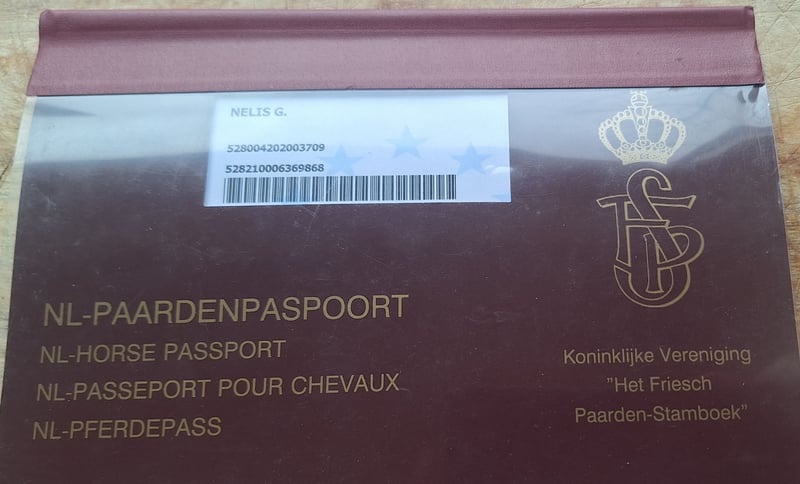 NELIS G.
528004202003709
528210006369868
NL-PAARDENPASPOORT
NL-HORSE PASSPORT
NL-PASSEPORT POUR CHEVAUX
NL-PFERDEPASS
Koninklijke Vereniging
"Het Friesch
Paarden-Stamboek"